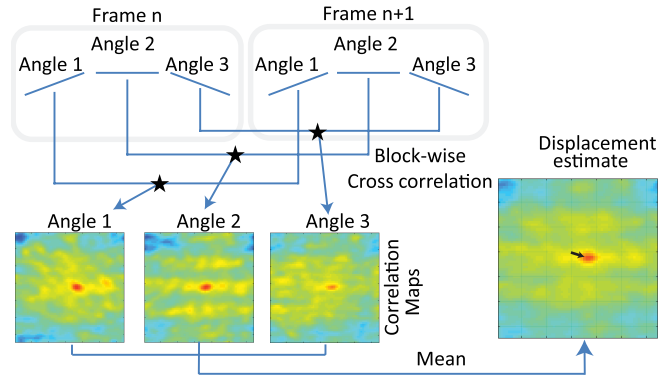 Frame n
Frame n+1
Angle 1
Angle 2
Angle 3
Angle 1
Angle 2
Angle 3
Block-wise
Cross correlation
Displacement
estimate
Angle 1
Angle 2
Angle 3
Correlation
Maps
Mean